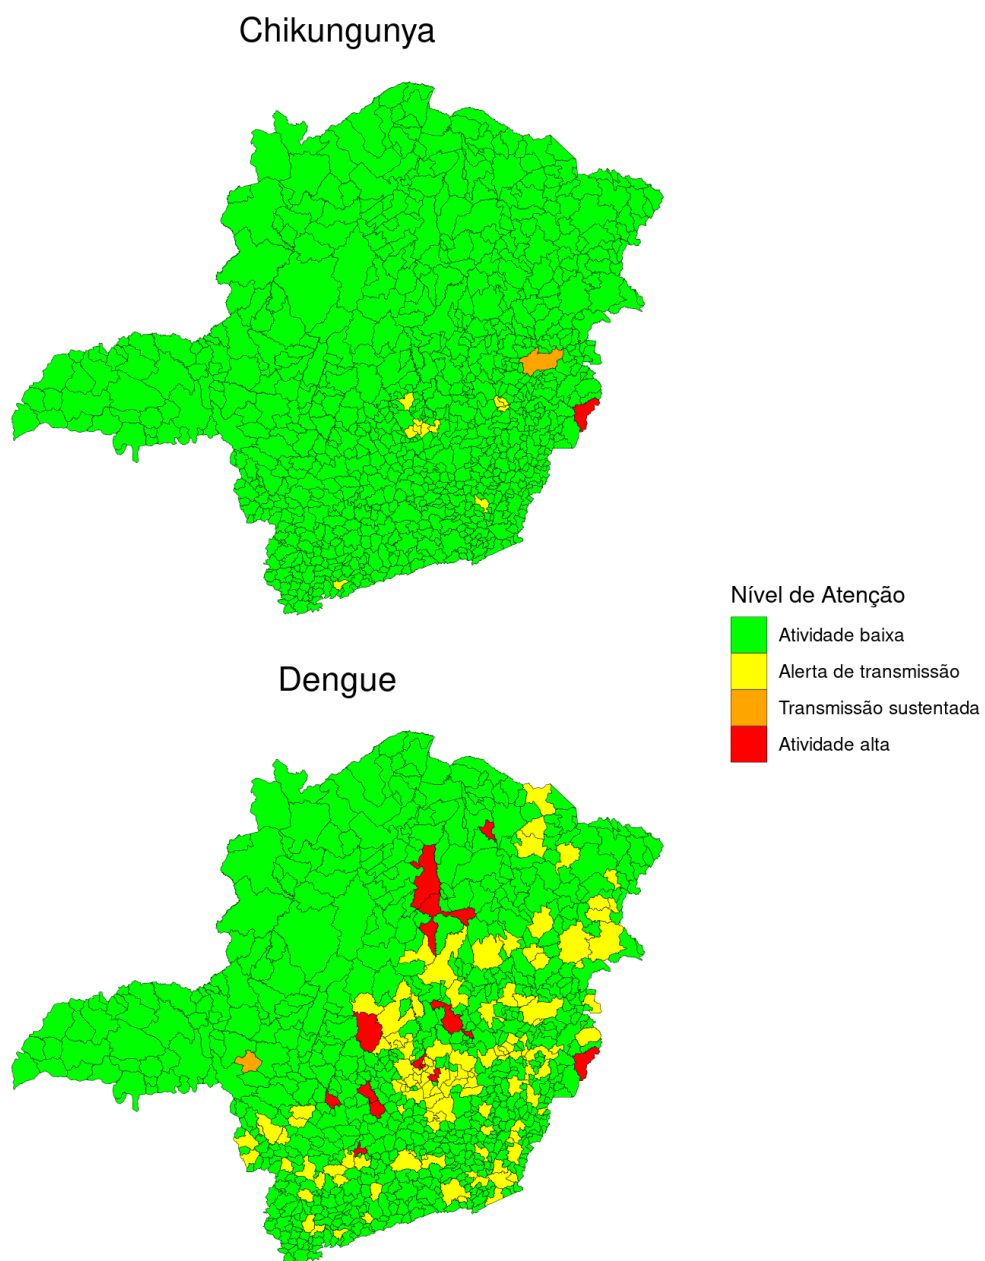 Chikungunya
Nível de Atenção
Atividade baixa
Alerta de transmissão
Transmissão sustentada
Atividade alta
Dengue